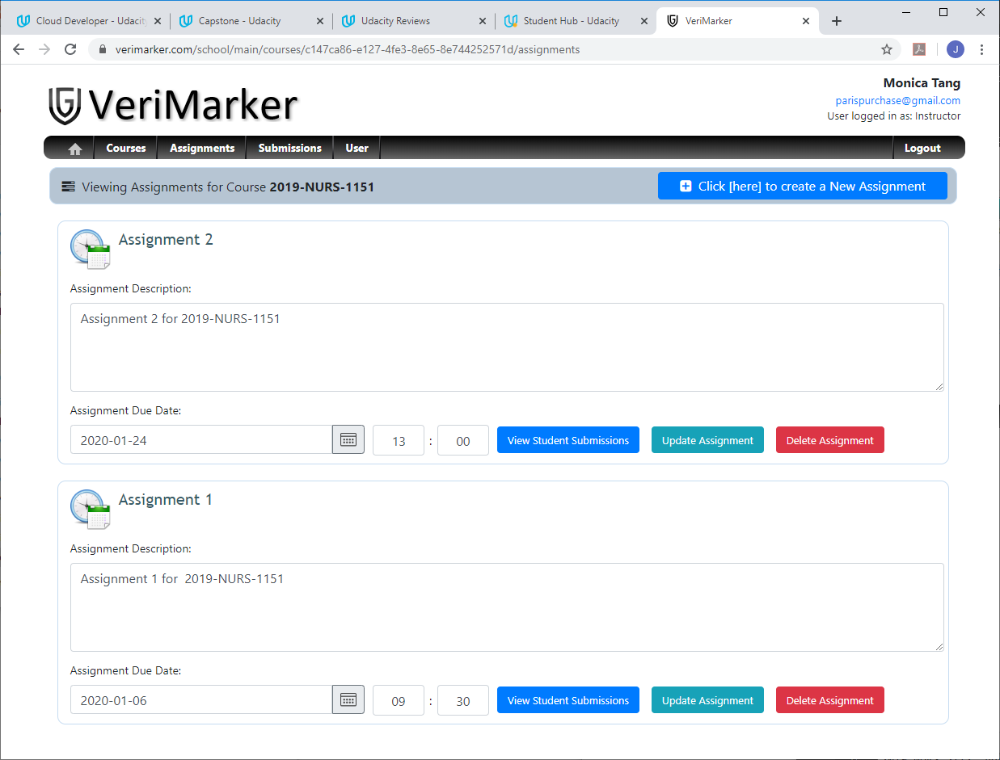 Cloud Developer - Udacity
Capstone - Udacity
Udacity Reviews
Student Hub - Udacity
VeriMarker
verimarker.com/school/main/courses/c147ca86-e127-4fe3-8e65-8e744252571d/assignments
J
VeriMarker
Monica Tang
parispurchase@gmail.com
User logged in as: Instructor
Courses
Assignments
Submissions
User
Logout
Viewing Assignments for Course 2019-NURS-1151
Click [here] to create a New Assignment
Assignment 2
Assignment Description:
Assignment 2 for 2019-NURS-1151
Assignment Due Date:
2020-01-24
13 : 00
View Student Submissions
Update Assignment
Delete Assignment
Assignment 1
Assignment Description:
Assignment 1 for  2019-NURS-1151
Assignment Due Date:
2020-01-06
09 : 30
View Student Submissions
Update Assignment
Delete Assignment